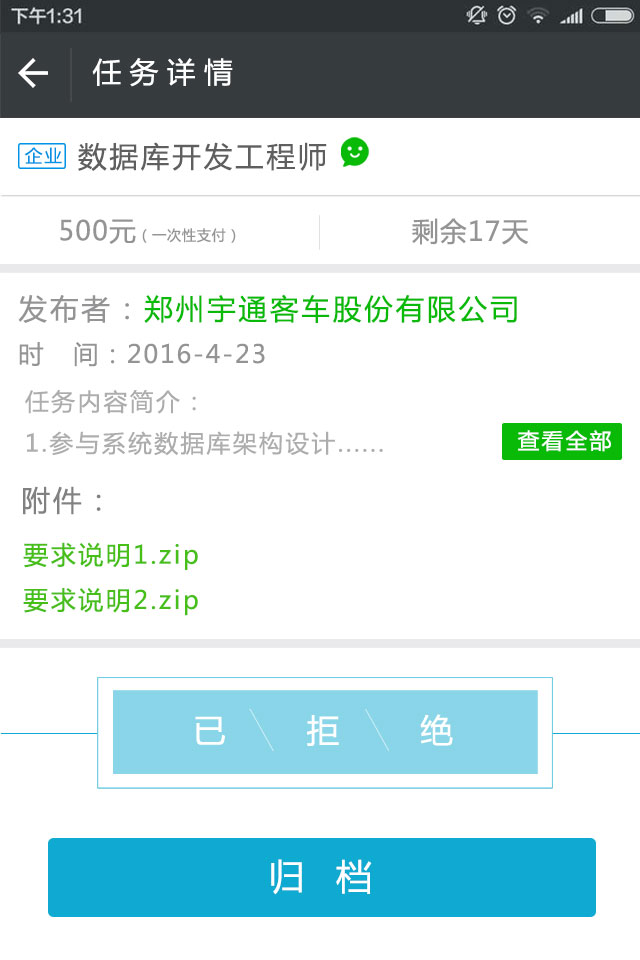 下午1:31
任务详情
企业 数据库开发工程师
500元(一次性支付) 剩余17天
发布者：郑州宇通客车股份有限公司
时 间：2016-4-23
任务内容简介：
1.参与系统数据库架构设计...... 查看全部
附件：
要求说明1.zip
要求说明2.zip
已 拒 绝
归 档